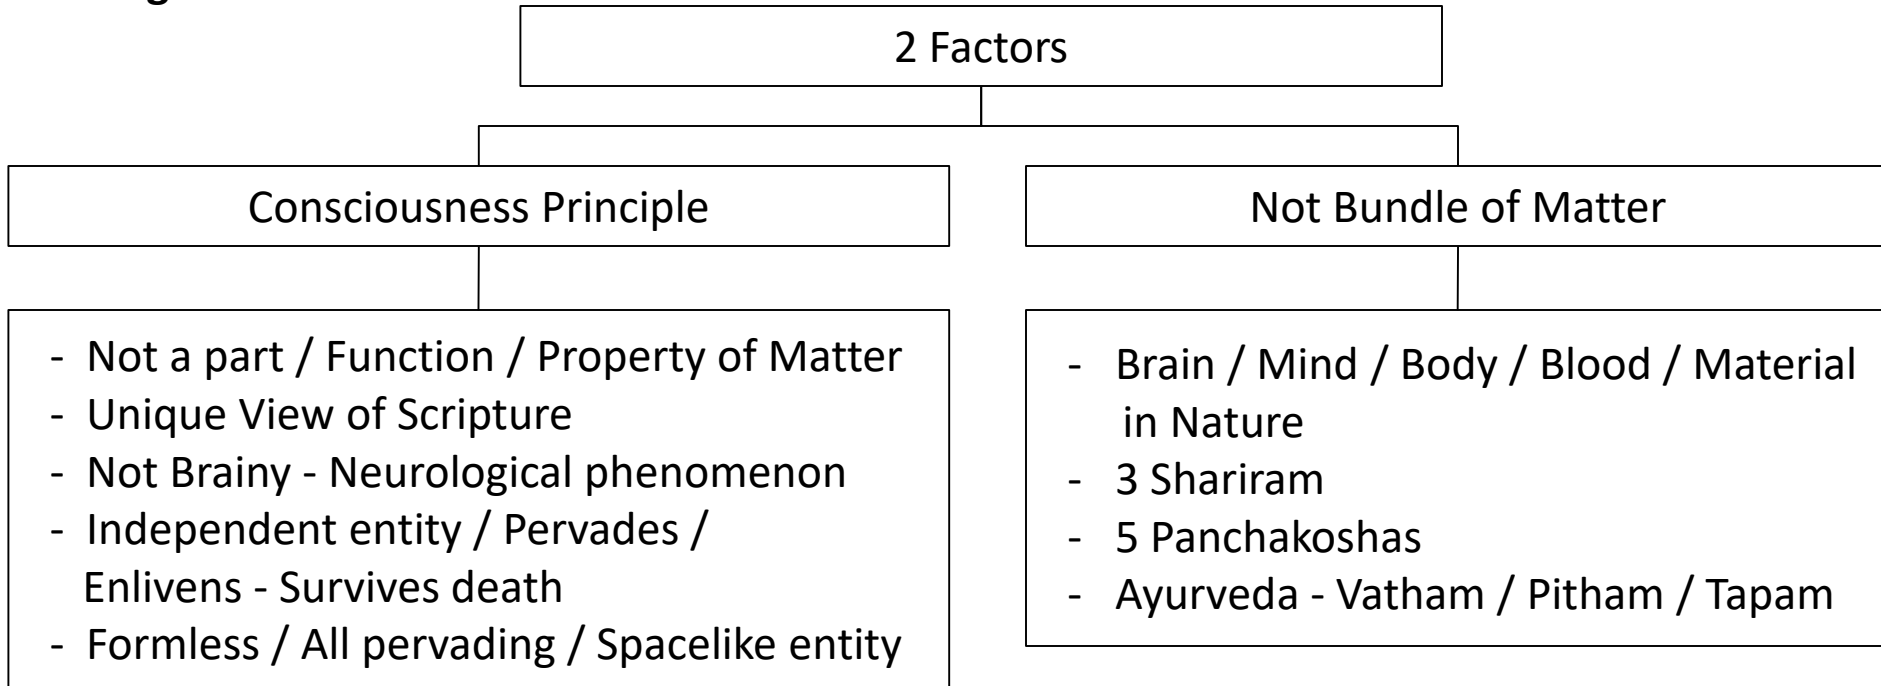 2 Factors
Consciousness Principle
Not Bundle of Matter
- Not a part / Function / Property of Matter
- Unique View of Scripture
- Not Brainy - Neurological phenomenon
- Independent entity / Pervades /
Enlivens - Survives death
- Formless / All pervading / Spacelike entity
- Brain / Mind / Body / Blood / Material
in Nature
- 3 Shariram
- 5 Panchakoshas
- Ayurveda - Vatham / Pitham / Tapam